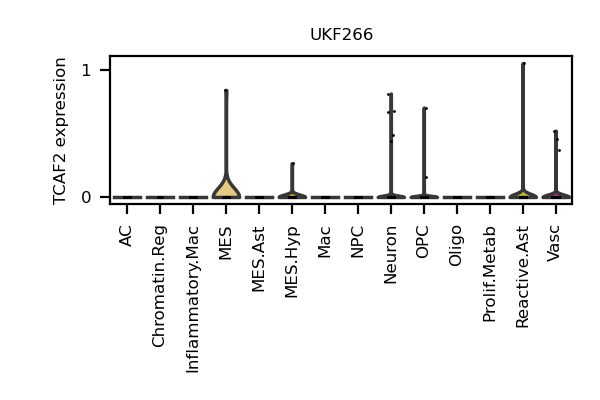 UKF266
TCAF2 expression
1
0
AC
Chromatin.Reg
Inflammatory.Mac
MES
MES.Ast
MES.Hyp
Mac
NPC
Neuron
OPC
Oligo
Prolif.Metab
Reactive.Ast
Vasc